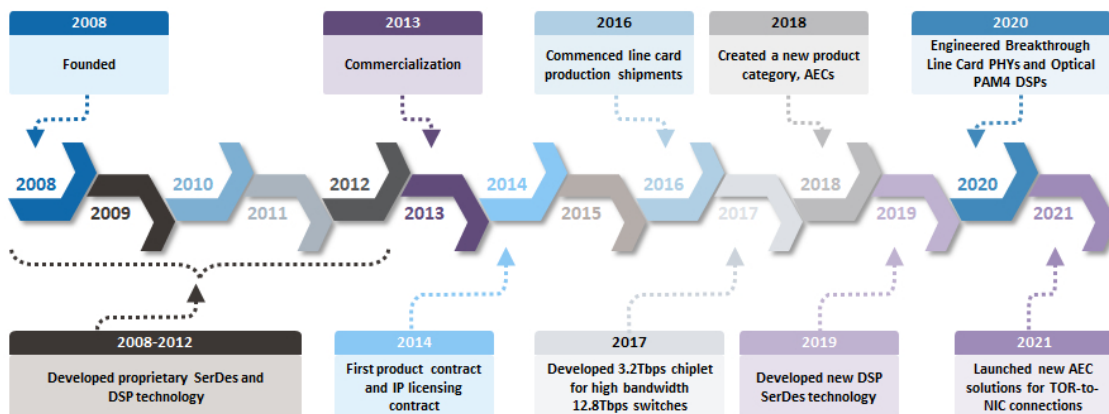 2008
Founded
2013
Commercialization
2016
Commenced line card
production shipments
2018
Created a new product
category, AECs
2020
Engineered Breakthrough
Line Card PHYs and Optical
PAM4 DSPs
2008
2009
2010
2011
2012
2013
2014
2015
2016
2017
2018
2019
2020
2021
2008-2012
Developed proprietary SerDes and
DSP technology
2014
First product contract
and IP licensing
contract
2017
Developed 3.2Tbps chiplet
for high bandwidth
12.8Tbps switches
2019
Developed new DSP
SerDes technology
2021
Launched new AEC
solutions for TOR-to-
NIC connections